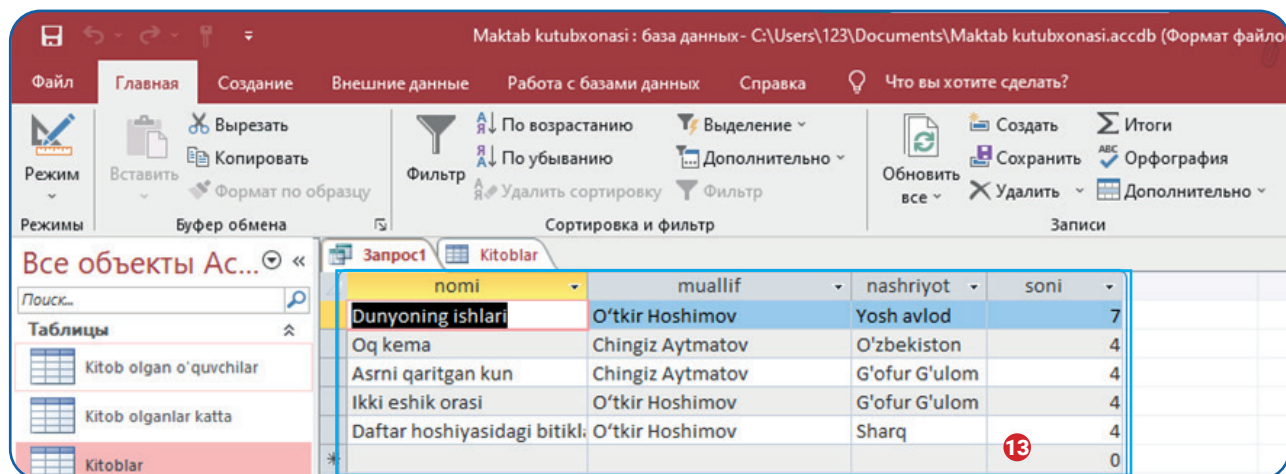 Maktab kutubxonasi : база данных- C:\Users\123\Documents\Maktab kutubxonasi.accdb (Формат файло
Файл Главная Создание Внешние данные Работа с базами данных Справка Что вы хотите сделать?
Режим
Режимы
Вставить
Вырезать
Копировать
Формат по образцу
Буфер обмена
Фильтр
По возрастанию
По убыванию
Удалить сортировку
Выделение
Дополнительно
Фильтр
Сортировка и фильтр
Обновить
все
Создать
Сохранить
Удалить
Итоги
Орфография
Дополнительно
Записи
Все объекты Ac...
Поиск...
Таблицы
Kitob olgan o'quvchilar
Kitob olganlar katta
Kitoblar
Запрос1 Kitoblar
nomi muallif nashriyot soni
Dunyoning ishlari O‘tkir Hoshimov Yosh avlod 7
Oq kema Chingiz Aytmatov O'zbekiston 4
Asrni qaritgan kun Chingiz Aytmatov G'ofur G'ulom 4
Ikki eshik orasi O‘tkir Hoshimov G'ofur G'ulom 4
Daftar hoshiyasidagi bitikla O‘tkir Hoshimov Sharq 4
13
0